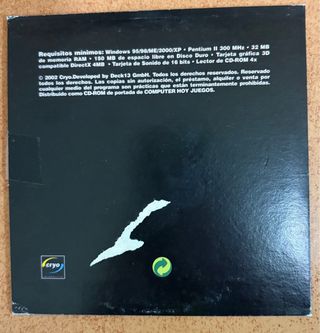 Requisitos mínimos: Windows 95/98/ME/2000/XP • Pentium II 300 MHz • 32 MB
de memoria RAM • 150 MB de espacio libre en Disco Duro • Tarjeta gráfica 3D
compatible DirectX 4MB • Tarjeta de Sonido de 16 bits • Lector de CD-ROM 4x
© 2002 Cryo.Developed by Deck13 GmbH. Todos los derechos reservados. Reservado
todos los derechos. Las copias sin autorización, el préstamo, alquiler o venta por
cualquier medio del programa son prácticas que están terminantemente prohibidas.
Distribuido como CD-ROM de portada de COMPUTER HOY JUEGOS.
cryo